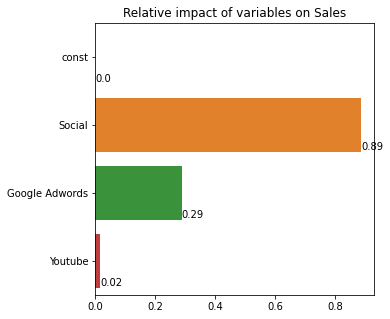 Relative impact of variables on Sales
const
0.0
Social
0.89
Google Adwords
0.29
Youtube
0.02
0.0 0.2 0.4 0.6 0.8